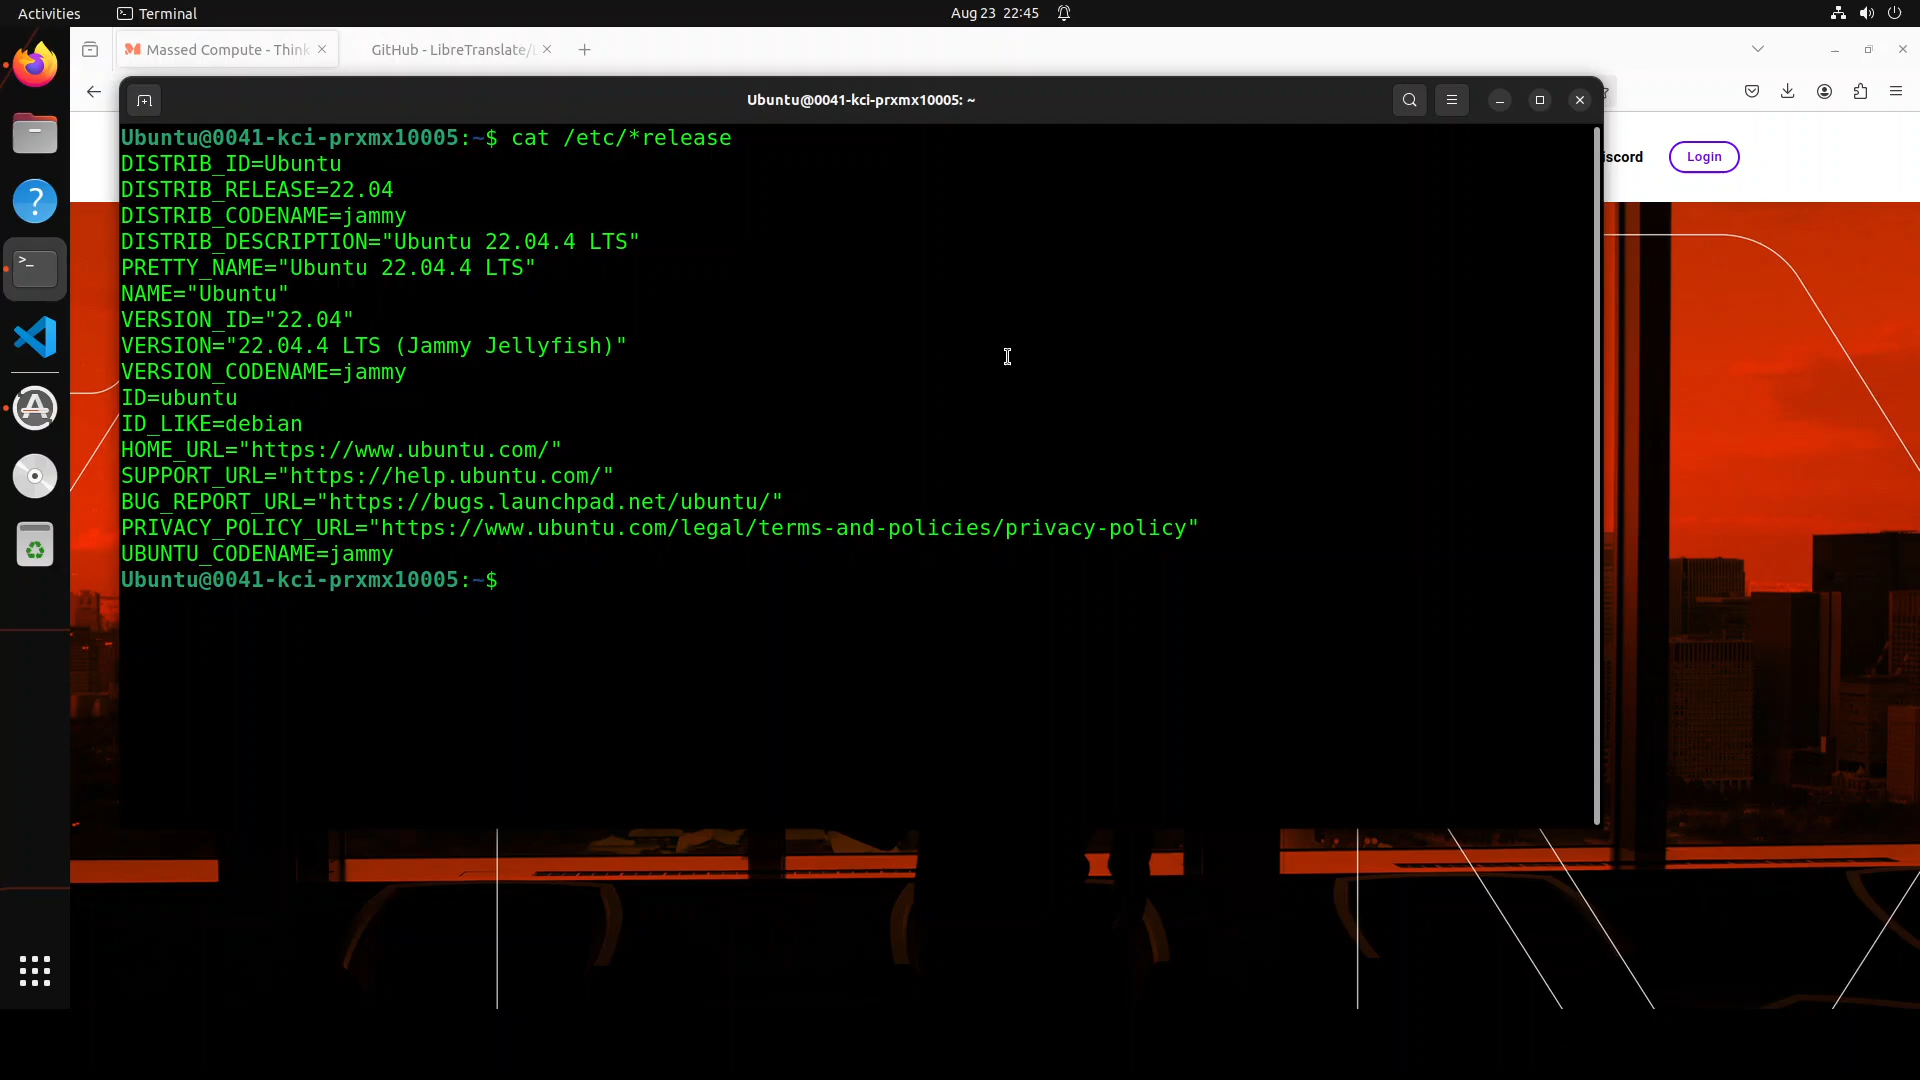 Activities
Terminal
Aug 23 22:45
Massed Compute - Think
GitHub - LibreTranslate/
Ubuntu@0041-kci-prxmx10005: ~
iscord
Login
Ubuntu@0041-kci-prxmx10005:~$ cat /etc/*release
DISTRIB_ID=Ubuntu
DISTRIB_RELEASE=22.04
DISTRIB_CODENAME=jammy
DISTRIB_DESCRIPTION="Ubuntu 22.04.4 LTS"
PRETTY_NAME="Ubuntu 22.04.4 LTS"
NAME="Ubuntu"
VERSION_ID="22.04"
VERSION="22.04.4 LTS (Jammy Jellyfish)"
VERSION_CODENAME=jammy
ID=ubuntu
ID_LIKE=debian
HOME_URL="https://www.ubuntu.com/"
SUPPORT_URL="https://help.ubuntu.com/"
BUG_REPORT_URL="https://bugs.launchpad.net/ubuntu/"
PRIVACY_POLICY_URL="https://www.ubuntu.com/legal/terms-and-policies/privacy-policy"
UBUNTU_CODENAME=jammy
Ubuntu@0041-kci-prxmx10005:~$